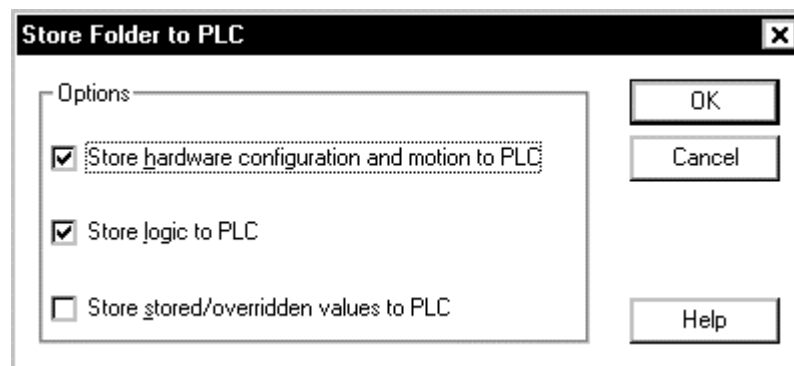 Store Folder to PLC
Options
Store hardware configuration and motion to PLC
Store logic to PLC
Store stored/overridden values to PLC
OK
Cancel
Help